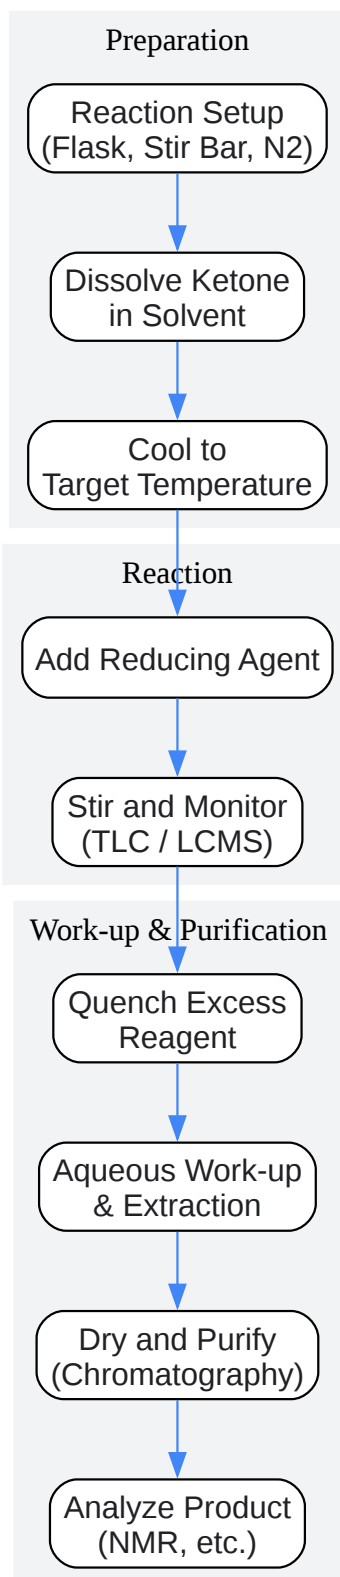 Preparation
Reaction Setup
(Flask, Stir Bar, N2)
Dissolve Ketone
in Solvent
Cool to
Target Temperature
Reaction
Add Reducing Agent
Stir and Monitor
(TLC / LCMS)
Work-up & Purification
Quench Excess
Reagent
Aqueous Work-up
& Extraction
Dry and Purify
(Chromatography)
Analyze Product
(NMR, etc.)